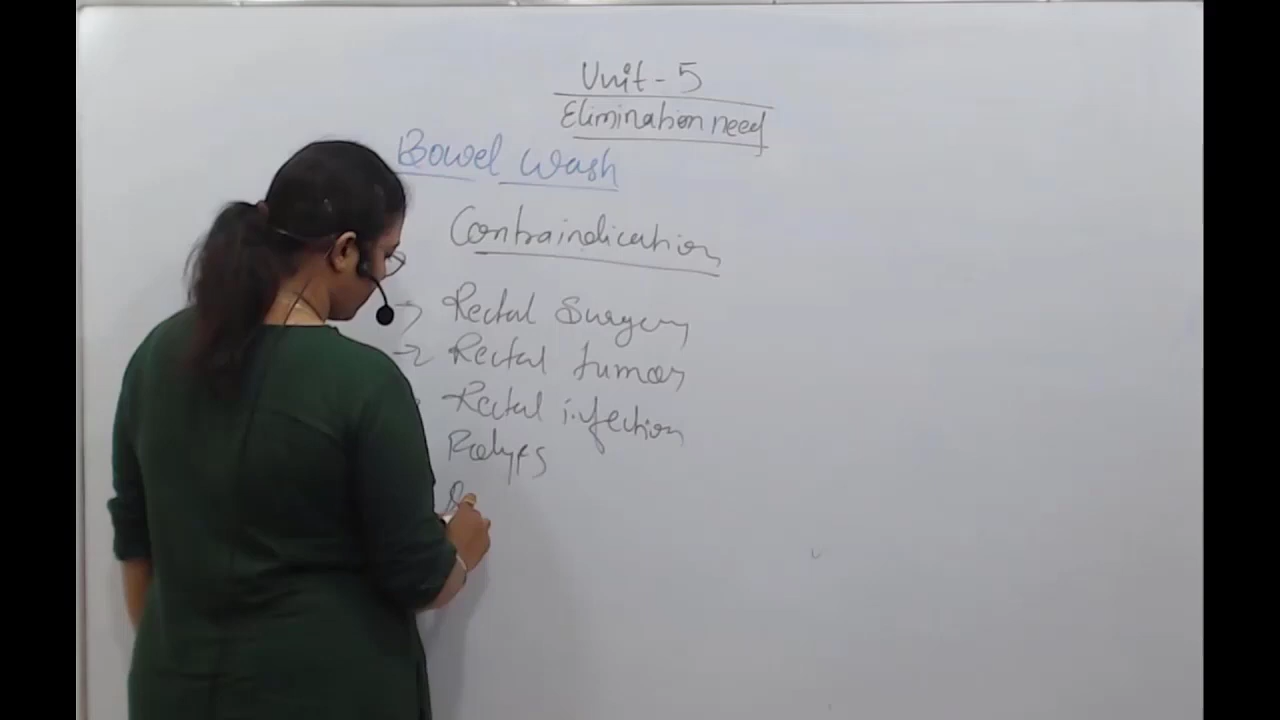 Unit - 5
Elimination need
Bowel Wash
Contraindication
→ Rectal Surgery
→ Rectal tumor
Rectal infection
Polyps